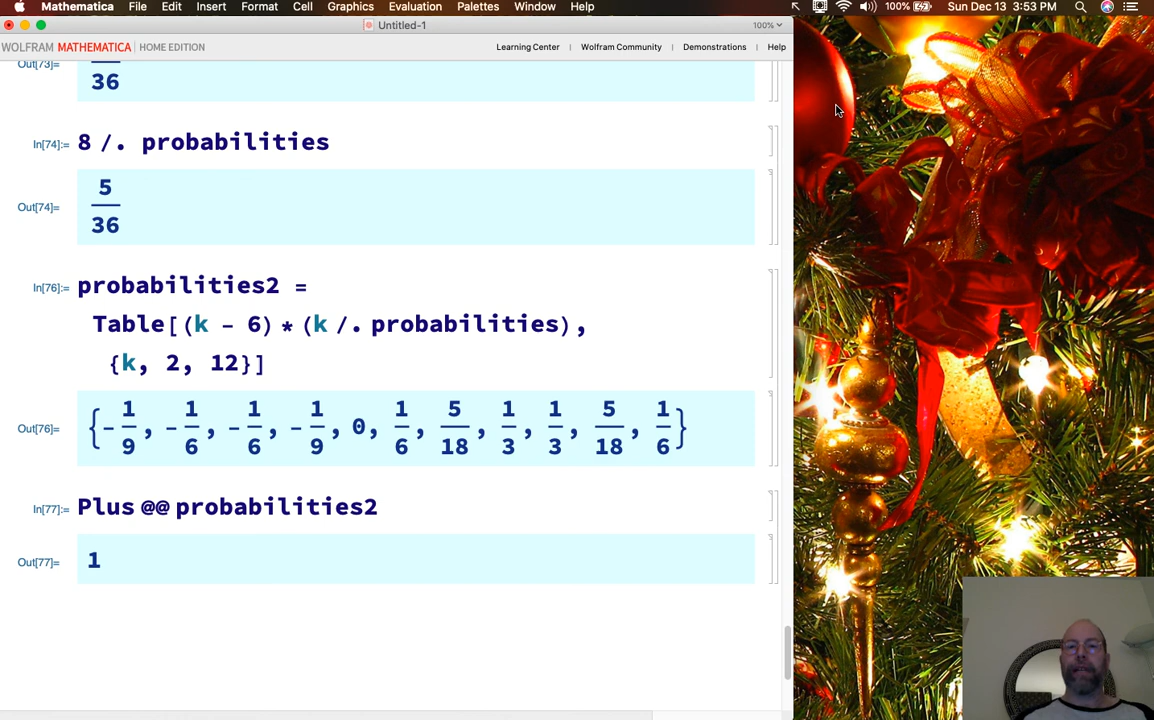 Mathematica File Edit Insert Format Cell Graphics Evaluation Palettes Window Help 100% Sun Dec 13 3:53 PM
Untitled-1 100%
WOLFRAM MATHEMATICA | HOME EDITION Learning Center | Wolfram Community | Demonstrations | Help
Out[73]= 36
In[74]:= 8 /. probabilities
Out[74]= 5/36
In[76]:= probabilities2 =
Table[(k - 6) * (k /. probabilities),
{k, 2, 12}]
Out[76]= {-1/9, -1/6, -1/6, -1/9, 0, 1/6, 5/18, 1/3, 1/3, 5/18, 1/6}
In[77]:= Plus @@ probabilities2
Out[77]= 1